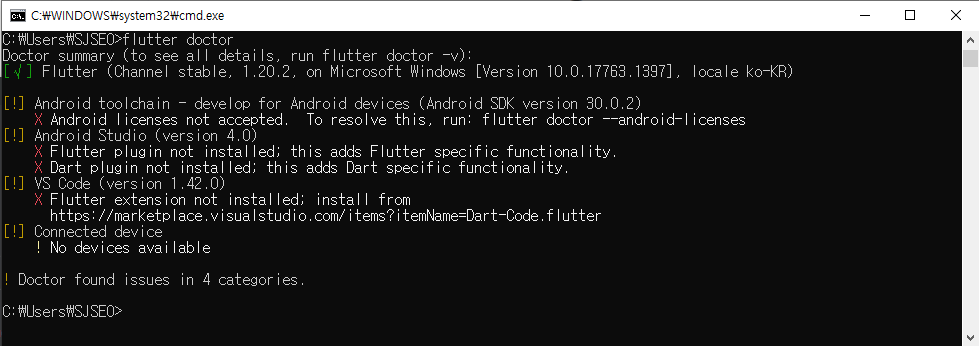 C:₩WINDOWS₩system32₩cmd.exe
C:₩Users₩SJSEO>flutter doctor
Doctor summary (to see all details, run flutter doctor -v):
[√] Flutter (Channel stable, 1.20.2, on Microsoft Windows [Version 10.0.17763.1397], locale ko-KR)
[!] Android toolchain - develop for Android devices (Android SDK version 30.0.2)
X Android licenses not accepted.  To resolve this, run: flutter doctor --android-licenses
[!] Android Studio (version 4.0)
X Flutter plugin not installed; this adds Flutter specific functionality.
X Dart plugin not installed; this adds Dart specific functionality.
[!] VS Code (version 1.42.0)
X Flutter extension not installed; install from
https://marketplace.visualstudio.com/items?itemName=Dart-Code.flutter
[!] Connected device
! No devices available
! Doctor found issues in 4 categories.
C:₩Users₩SJSEO>